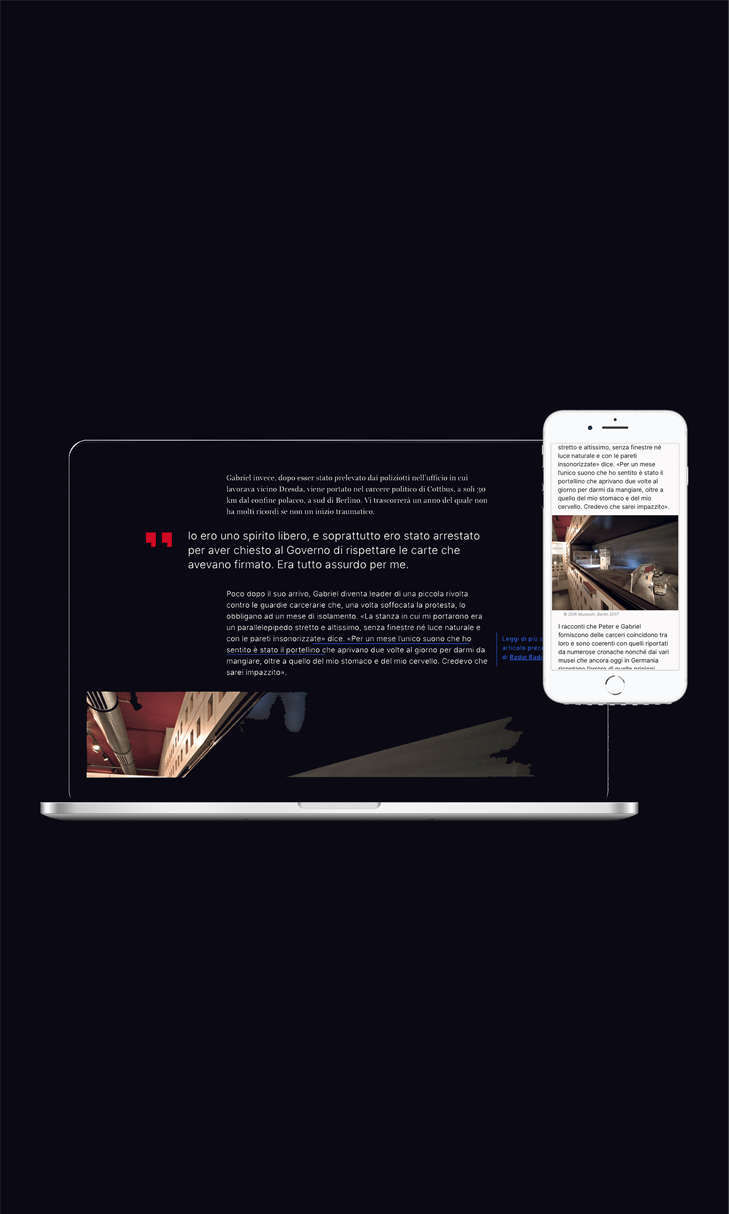 Gabriel invece, dopo esser stato prelevato dai poliziotti nell'ufficio in cui
lavorava vicino Dresda, viene portato nel carcere politico di Cottbus, a soli 30
km dal confine polacco, a sud di Berlino. Vi trascorrerà un anno del quale non
ha molti ricordi se non un inizio traumatico.
Io ero uno spirito libero, e soprattutto ero stato arrestato
per aver chiesto al Governo di rispettare le carte che
avevano firmato. Era tutto assurdo per me.
Poco dopo il suo arrivo, Gabriel diventa leader di una piccola rivolta
contro le guardie carcerarie che, una volta soffocata la protesta, lo
obbligano ad un mese di isolamento. «La stanza in cui mi portarono era
un parallelepipedo stretto e altissimo, senza finestre né luce naturale e
con le pareti insonorizzate» dice. «Per un mese l'unico suono che ho
sentito è stato il portellino che aprivano due volte al giorno per darmi da
mangiare, oltre a quello del mio stomaco e del mio cervello. Credevo che
sarei impazzito».
Leggi di più s
articolo prece
di Radio Radi
stretto e altissimo, senza finestre né
luce naturale e con le pareti
insonorizzate» dice. «Per un mese
l'unico suono che ho sentito è stato il
portellino che aprivano due volte al
giorno per darmi da mangiare, oltre a
quello del mio stomaco e del mio
cervello. Credevo che sarei impazzito».
© DDR Museum, Berlin 2017
I racconti che Peter e Gabriel
forniscono delle carceri coincidono tra
loro e sono coerenti con quelli riportati
da numerose cronache nonché dai vari
musei che ancora oggi in Germania
ricordano l'orrore di quelle prigioni